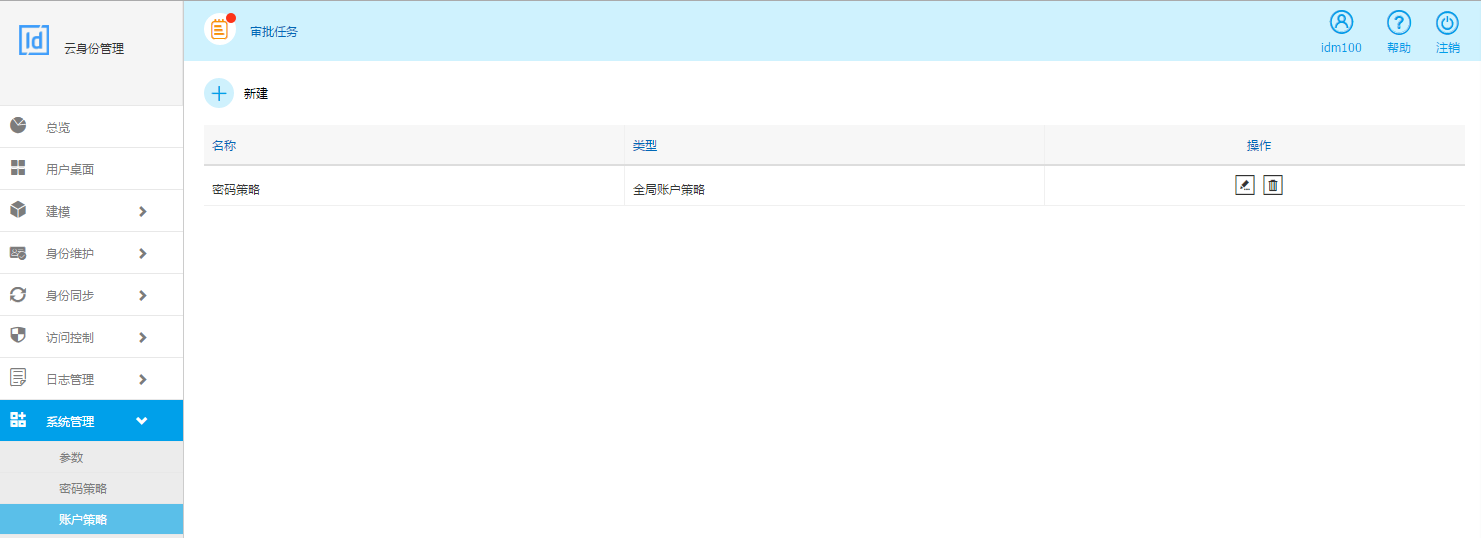 Id
云身份管理
总览
用户桌面
建模
身份维护
身份同步
访问控制
日志管理
系统管理
参数
密码策略
账户策略
审批任务
idm100
帮助
注销
新建
名称 类型 操作
密码策略 全局账户策略